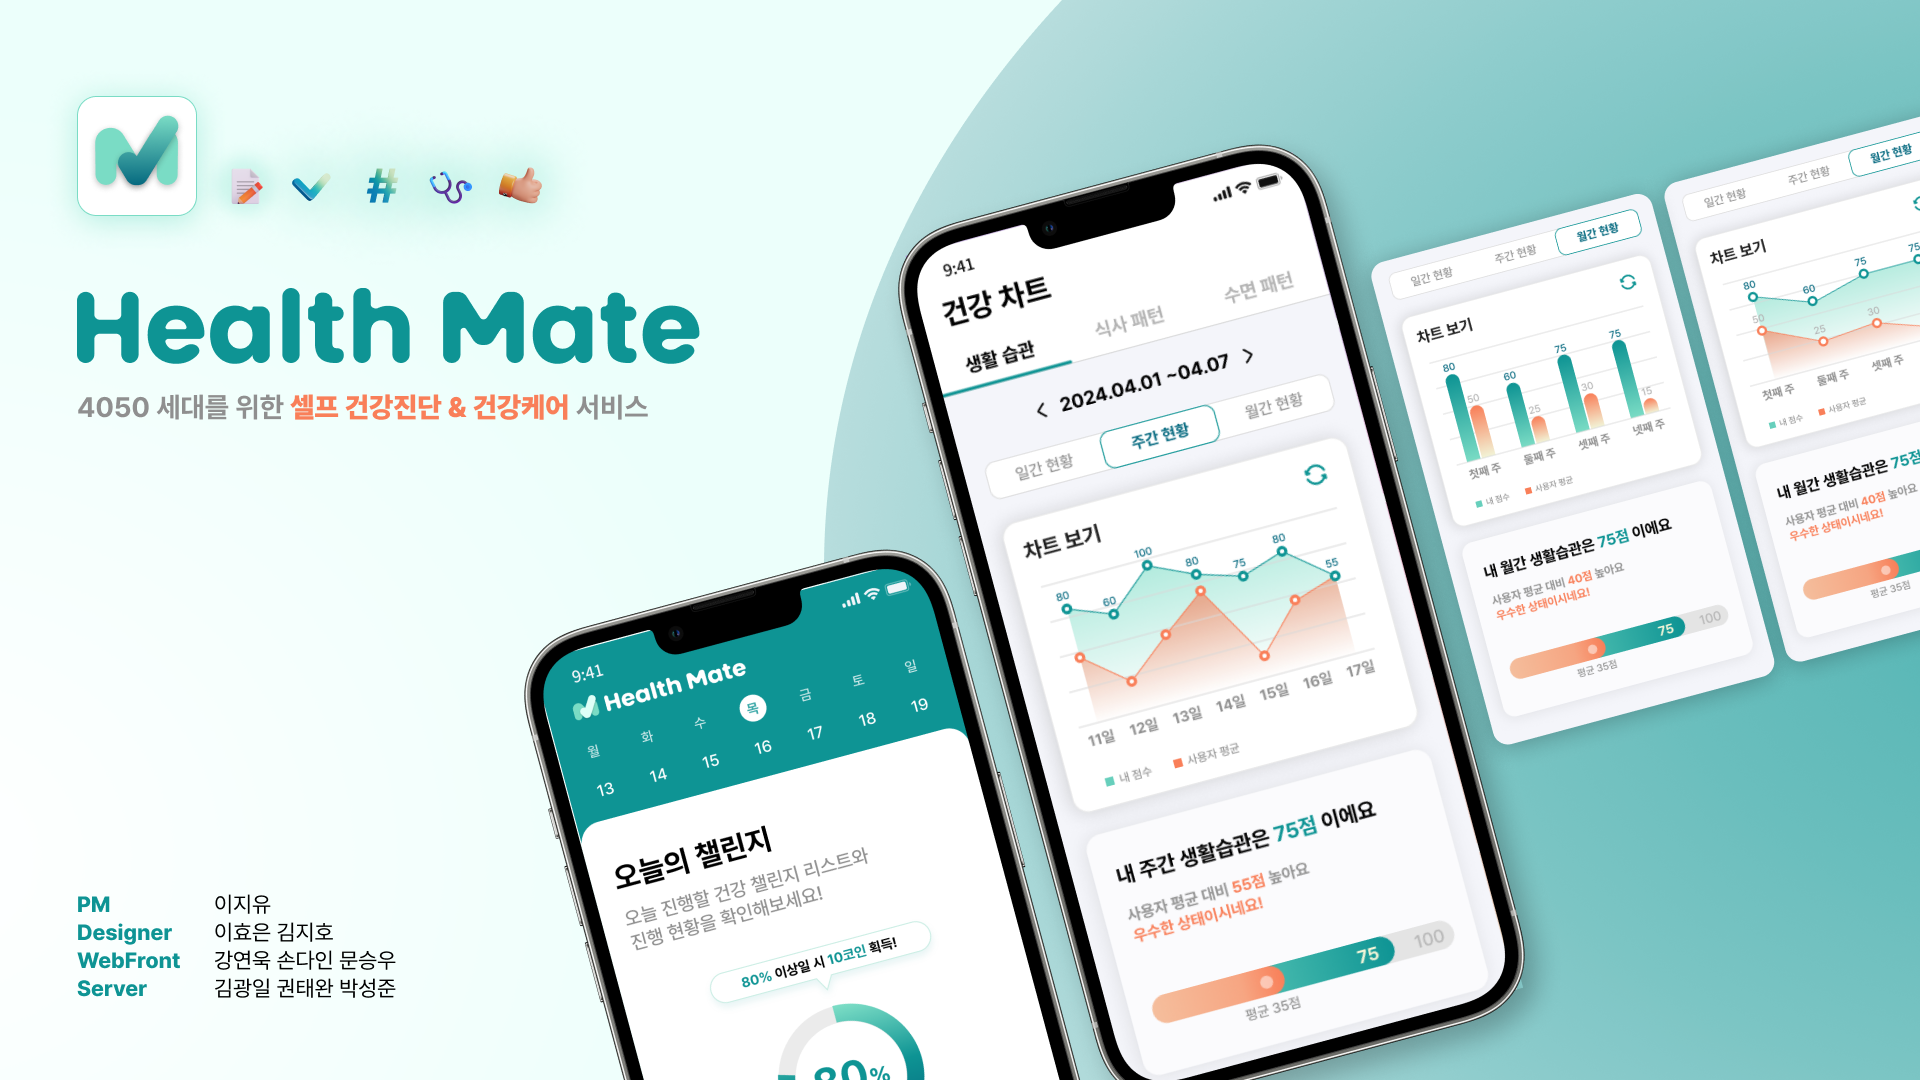 Health Mate
4050 세대를 위한 셀프 건강진단 & 건강케어 서비스
PM 이지유
Designer 이효은 김지호
WebFront 강연욱 손다인 문승우
Server 김광일 권태완 박성준
9:41
Health Mate
월 화 수 목 금 토 일
13 14 15 16 17 18 19
오늘의 챌린지
오늘 진행할 건강 챌린지 리스트와
진행 현황을 확인해보세요!
80% 이상일 시 10코인 획득!
80%
9:41
건강 차트
생활 습관 식사 패턴 수면 패턴
< 2024.04.01 ~04.07 >
일간 현황 주간 현황 월간 현황
차트 보기
80 60 100 80 75 80 55
11일 12일 13일 14일 15일 16일 17일
내 점수 사용자 평균
내 주간 생활습관은 75점 이에요
사용자 평균 대비 55점 높아요
우수한 상태이시네요!
75 100
평균 35점
일간 현황 주간 현황 월간 현황
차트 보기
80 50 60 25 75 30 75 15
첫째 주 둘째 주 셋째 주 넷째 주
내 점수 사용자 평균
내 월간 생활습관은 75점 이에요
사용자 평균 대비 40점 높아요
우수한 상태이시네요!
75 100
평균 35점
일간 현황 주간 현황 월간 현황
차트 보기
80 50 60 25 75 30 75
첫째 주 둘째 주 셋째 주
내 점수 사용자 평균
내 월간 생활습관은 75점
사용자 평균 대비 40점 높아요
우수한 상태이시네요!
평균 35점